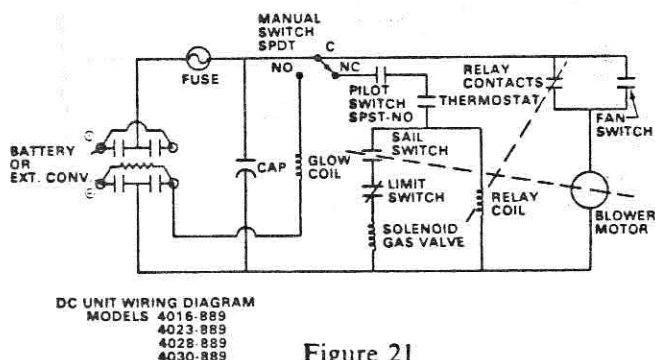 MANUAL
SWITCH
SPDT
C
FUSE
NO
NC
PILOT
SWITCH
SPST-NO
RELAY
CONTACTS
THERMOSTAT
FAN
SWITCH
BATTERY
OR
EXT. CONV.
CAP
GLOW
COIL
SAIL
SWITCH
LIMIT
SWITCH
SOLENOID
GAS VALVE
RELAY
COIL
BLOWER
MOTOR
DC UNIT WIRING DIAGRAM
MODELS 4016-889
4023-889
4028-889
4030-889
Figure 21